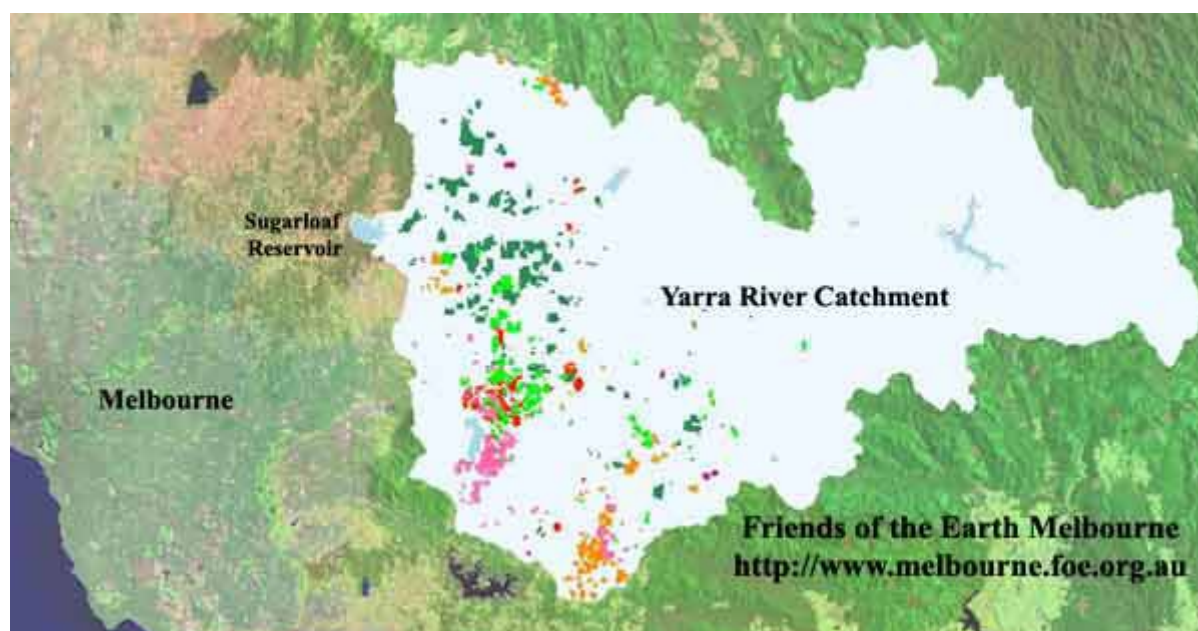 Sugarloaf
Reservoir
Yarra River Catchment
Melbourne
Friends of the Earth Melbourne
http://www.melbourne.foe.org.au